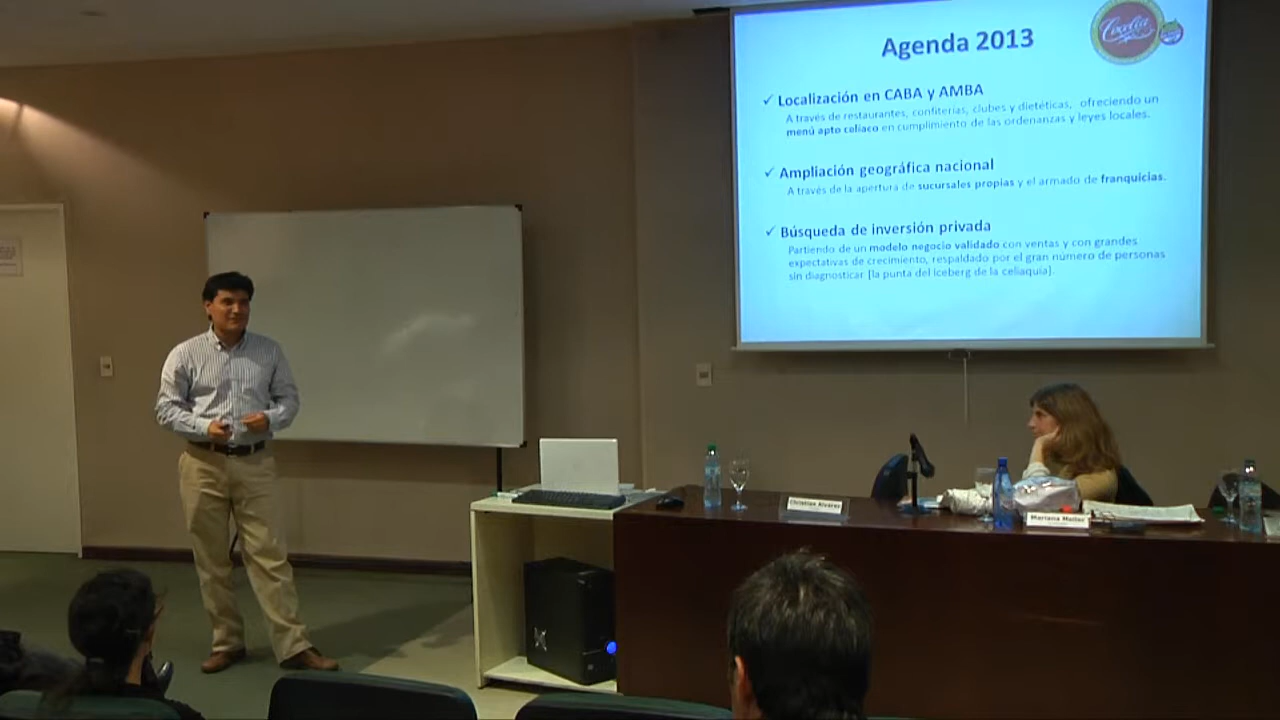 Agenda 2013
✓ Localización en CABA y AMBA
A través de restaurantes, confiterías, clubes y dietéticas, ofreciendo un
menú apto celíaco en cumplimiento de las ordenanzas y leyes locales.
✓ Ampliación geográfica nacional
A través de la apertura de sucursales propias y el armado de franquicias.
✓ Búsqueda de inversión privada
Partiendo de un modelo negocio validado con ventas y con grandes
expectativas de crecimiento, respaldado por el gran número de personas
sin diagnosticar [la punta del iceberg de la celiaquía].
Christian Alvarez
Mariana Moller